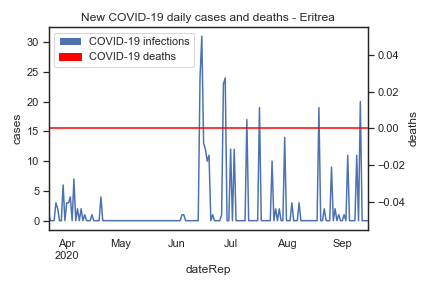 New COVID-19 daily cases and deaths - Eritrea
COVID-19 infections
COVID-19 deaths
30
25
20
15
10
5
0
cases
0.04
0.02
0.00
−0.02
−0.04
deaths
Apr May Jun Jul Aug Sep
2020
dateRep